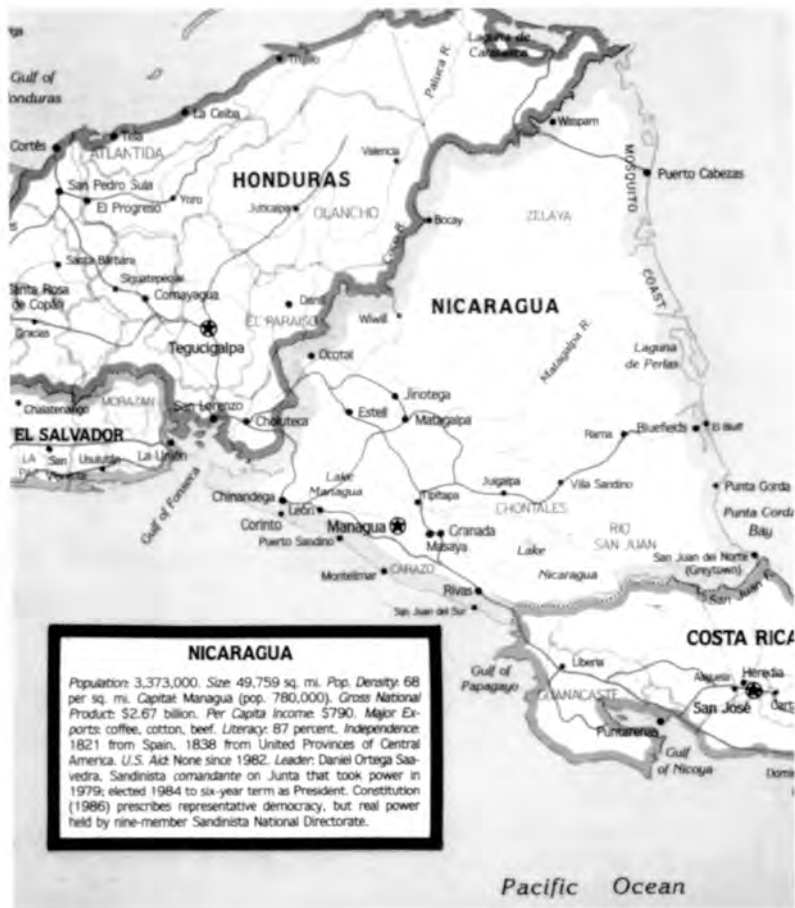 Gulf of
Honduras
Trujillo
Laguna de
Caratasca
Patuca R.
La Ceiba
Tela
Cortés
ATLANTIDA
Waspam
MOSQUITO
COAST
Puerto Cabezas
San Pedro Sula
El Progreso
Yoro
HONDURAS
Valencia
Juticalpa
OLANCHO
Bocay
ZELAYA
Coco R.
Santa Bárbara
Siguatepeque
Santa Rosa
de Copán
Comayagua
Danlí
EL PARAISO
Wiwilí
NICARAGUA
Gracias
Tegucigalpa
Ocotal
Matagalpa R.
Laguna
de Perlas
Jinotega
Chalatenango
MORAZAN
San Lorenzo
Choluteca
Estelí
Matagalpa
Rama
Bluefields
El Bluff
EL SALVADOR
LA
PAZ
San
Vicente
Usulután
La Unión
Gulf of Fonseca
Chinandega
Lake
Managua
Tipitapa
Juigalpa
Villa Sandino
Punta Gorda
CHONTALES
Punta Gorda
Bay
Corinto
León
Managua
Granada
Masaya
RIO
SAN JUAN
Puerto Sandino
Lake
Nicaragua
San Juan del Norte
(Greytown)
Montelimar
CARAZO
Rivas
San Juan R.
San Juan del Sur
COSTA RICA
Gulf of
Papagayo
Liberia
Alajuela
Heredia
GUANACASTE
San José
Puntarenas
Gulf
of Nicoya
NICARAGUA
Population: 3,373,000. Size: 49,759 sq. mi. Pop. Density: 68
per sq. mi. Capital: Managua (pop. 780,000). Gross National
Product: $2.67 billion. Per Capita Income: $790. Major Ex-
ports: coffee, cotton, beef. Literacy: 87 percent. Independence:
1821 from Spain, 1838 from United Provinces of Central
America. U.S. Aid: None since 1982. Leader: Daniel Ortega Saa-
vedra, Sandinista comandante on Junta that took power in
1979; elected 1984 to six-year term as President. Constitution
(1986) prescribes representative democracy, but real power
held by nine-member Sandinista National Directorate.
Pacific Ocean